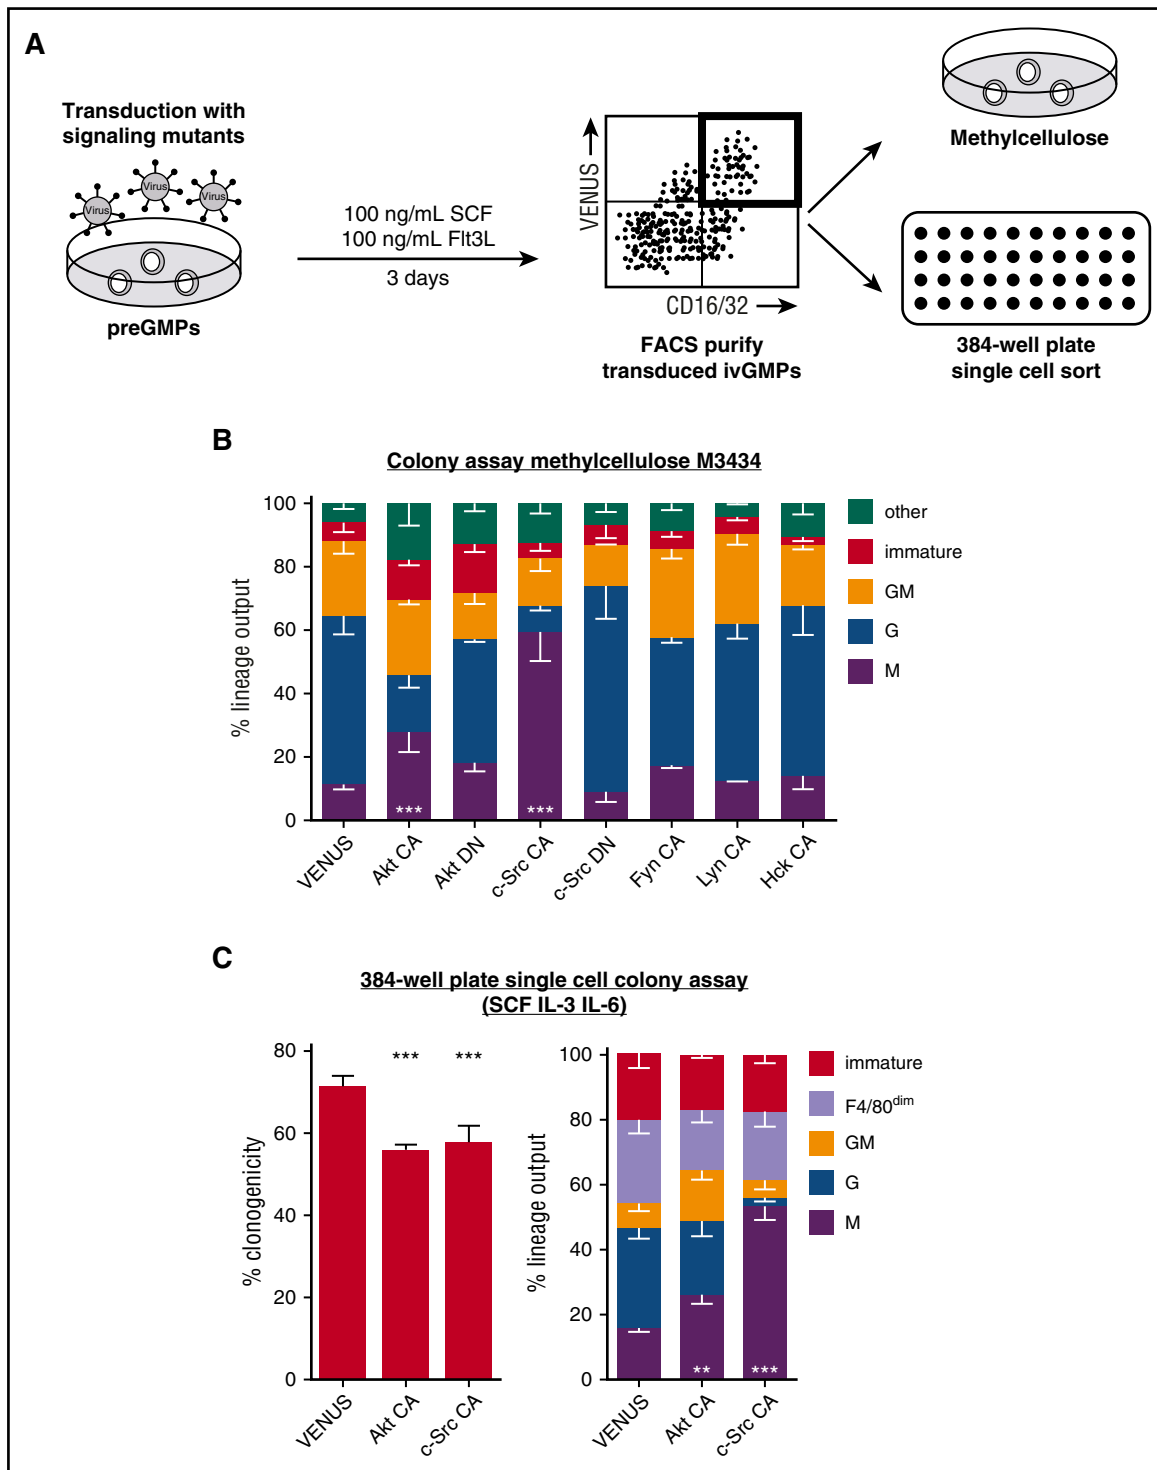 A
Transduction with
signaling mutants
Virus
Virus
Virus
preGMPs
100 ng/mL SCF
100 ng/mL Flt3L
3 days
VENUS
CD16/32
FACS purify
transduced ivGMPs
Methylcellulose
384-well plate
single cell sort
B
Colony assay methylcellulose M3434
% lineage output
100
80
60
40
20
0
***
***
VENUS
Akt CA
Akt DN
c-Src CA
c-Src DN
Fyn CA
Lyn CA
Hck CA
other
immature
GM
G
M
C
384-well plate single cell colony assay
(SCF IL-3 IL-6)
% clonogenicity
80
60
40
20
0
***
***
VENUS
Akt CA
c-Src CA
% lineage output
100
80
60
40
20
0
**
***
VENUS
Akt CA
c-Src CA
immature
F4/80dim
GM
G
M